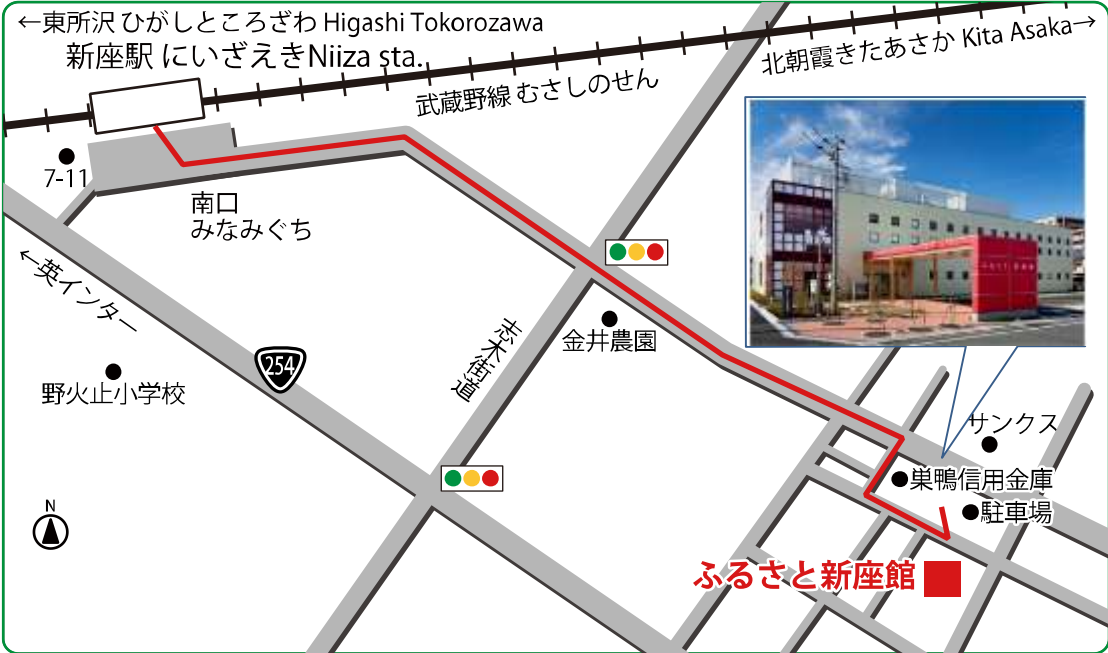 ←東所沢 ひがしところざわ Higashi Tokorozawa
新座駅 にいざえきNiiza sta.
北朝霞きたあさか Kita Asaka→
武蔵野線 むさしのせん
7-11
南口
みなみぐち
←英インター
254
志木街道
金井農園
野火止小学校
サンクス
巣鴨信用金庫
駐車場
N
ふるさと新座館